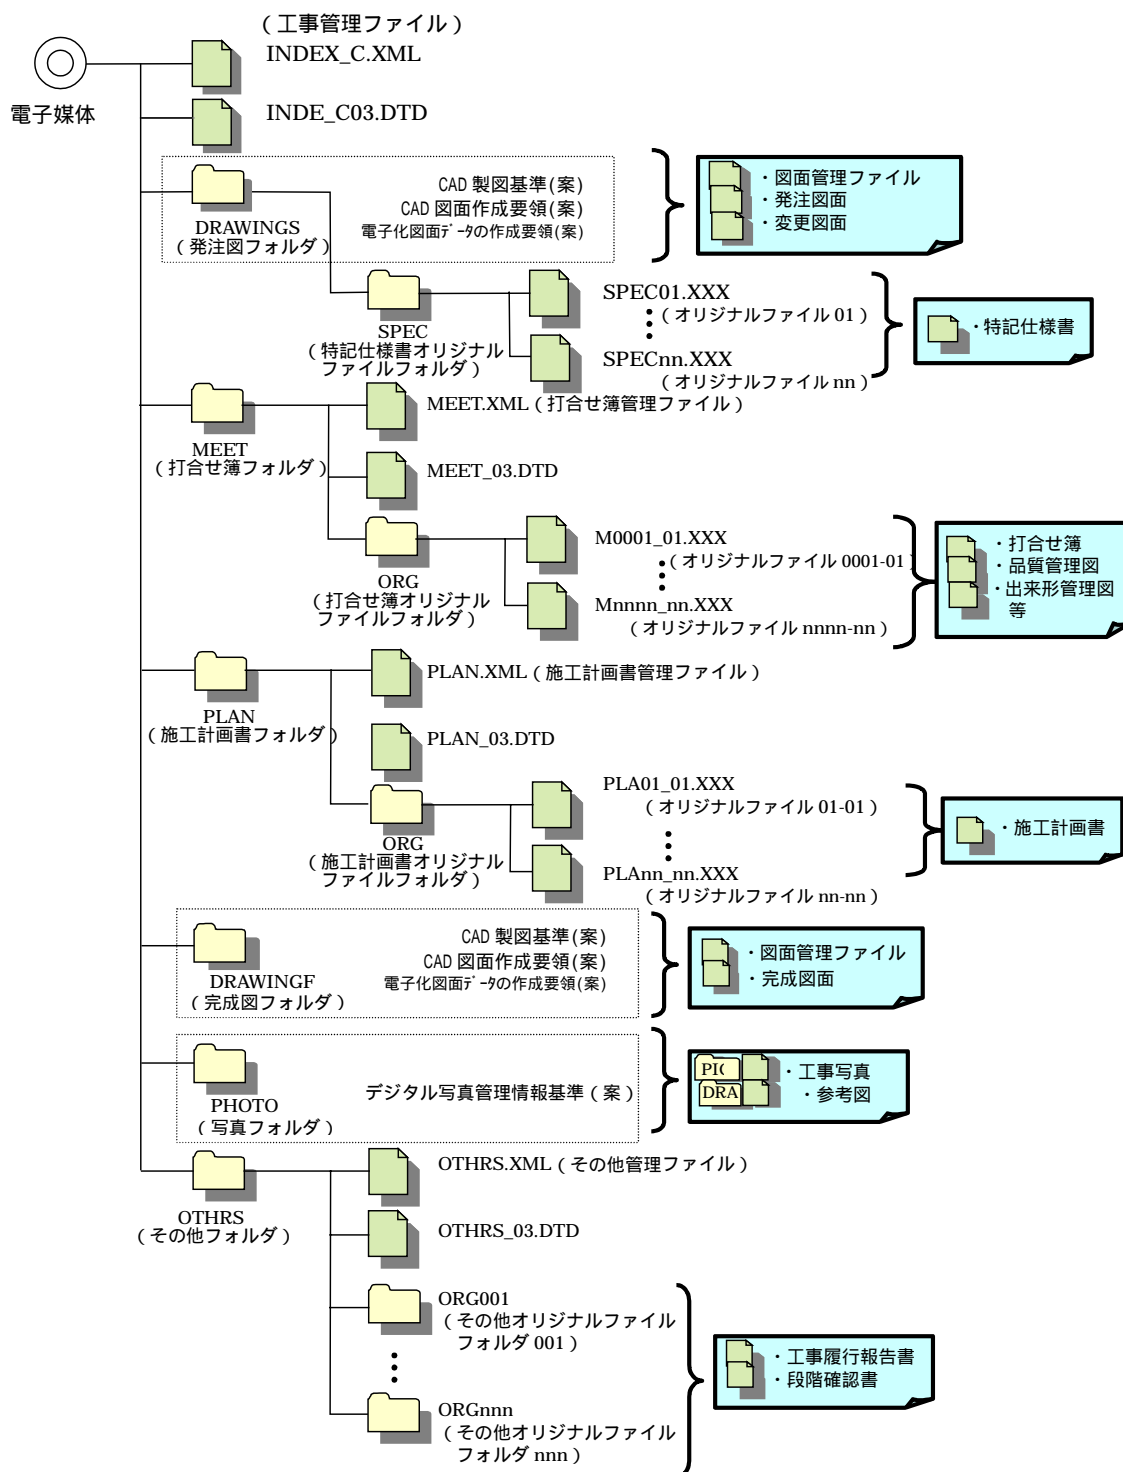 （工事管理ファイル）
INDEX_C.XML
電子媒体
INDE_C03.DTD
CAD 製図基準(案)
CAD 図面作成要領(案)
電子化図面ﾃﾞｰﾀの作成要領(案)
DRAWINGS
（発注図フォルダ）
・図面管理ファイル
・発注図面
・変更図面
SPEC
（特記仕様書オリジナル
ファイルフォルダ）
SPEC01.XXX
（オリジナルファイル 01）
SPECnn.XXX
（オリジナルファイル nn）
・特記仕様書
MEET
（打合せ簿フォルダ）
MEET.XML（打合せ簿管理ファイル）
MEET_03.DTD
ORG
（打合せ簿オリジナル
ファイルフォルダ）
M0001_01.XXX
（オリジナルファイル 0001-01）
Mnnnn_nn.XXX
（オリジナルファイル nnnn-nn）
・打合せ簿
・品質管理図
・出来形管理図
等
PLAN
（施工計画書フォルダ）
PLAN.XML（施工計画書管理ファイル）
PLAN_03.DTD
ORG
（施工計画書オリジナル
ファイルフォルダ）
PLA01_01.XXX
（オリジナルファイル 01-01）
PLAnn_nn.XXX
（オリジナルファイル nn-nn）
・施工計画書
CAD 製図基準(案)
CAD 図面作成要領(案)
電子化図面ﾃﾞｰﾀの作成要領(案)
DRAWINGF
（完成図フォルダ）
・図面管理ファイル
・完成図面
PHOTO
（写真フォルダ）
デジタル写真管理情報基準（案）
PI(
DRA
・工事写真
・参考図
OTHRS
（その他フォルダ）
OTHRS.XML（その他管理ファイル）
OTHRS_03.DTD
ORG001
（その他オリジナルファイル
フォルダ 001）
ORGnnn
（その他オリジナルファイル
フォルダ nnn）
・工事履行報告書
・段階確認書